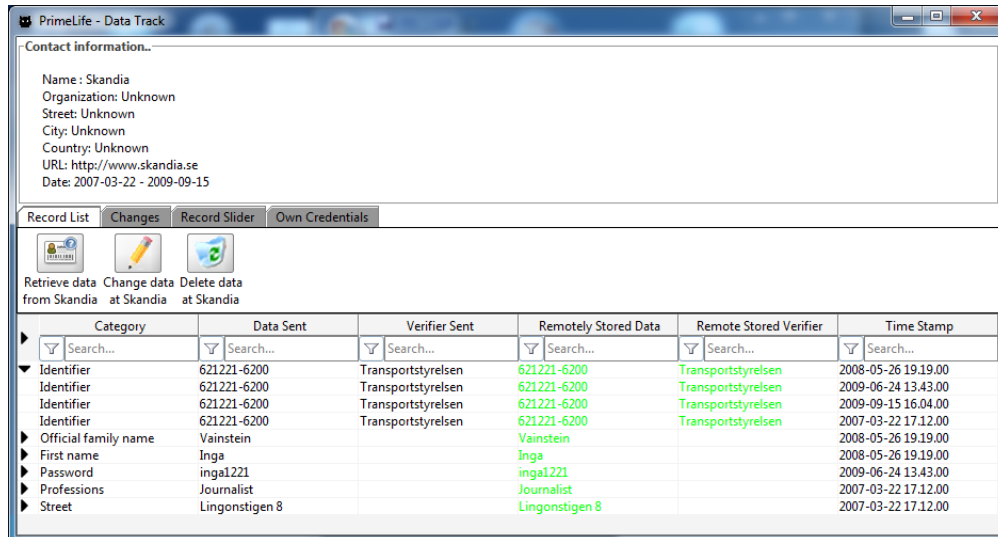 PrimeLife - Data Track
Contact information..
Name : Skandia
Organization: Unknown
Street: Unknown
City: Unknown
Country: Unknown
URL: http://www.skandia.se
Date: 2007-03-22 - 2009-09-15
Record List Changes Record Slider Own Credentials
Retrieve data Change data Delete data
from Skandia at Skandia at Skandia
Category Data Sent Verifier Sent Remotely Stored Data Remote Stored Verifier Time Stamp
Search... Search... Search... Search... Search... Search...
Identifier 621221-6200 Transportstyrelsen 621221-6200 Transportstyrelsen 2008-05-26 19.19.00
Identifier 621221-6200 Transportstyrelsen 621221-6200 Transportstyrelsen 2009-06-24 13.43.00
Identifier 621221-6200 Transportstyrelsen 621221-6200 Transportstyrelsen 2009-09-15 16.04.00
Identifier 621221-6200 Transportstyrelsen 621221-6200 Transportstyrelsen 2007-03-22 17.12.00
Official family name Vainstein Vainstein 2008-05-26 19.19.00
First name Inga Inga 2008-05-26 19.19.00
Password inga1221 inga1221 2009-06-24 13.43.00
Professions Journalist Journalist 2007-03-22 17.12.00
Street Lingonstigen 8 Lingonstigen 8 2007-03-22 17.12.00